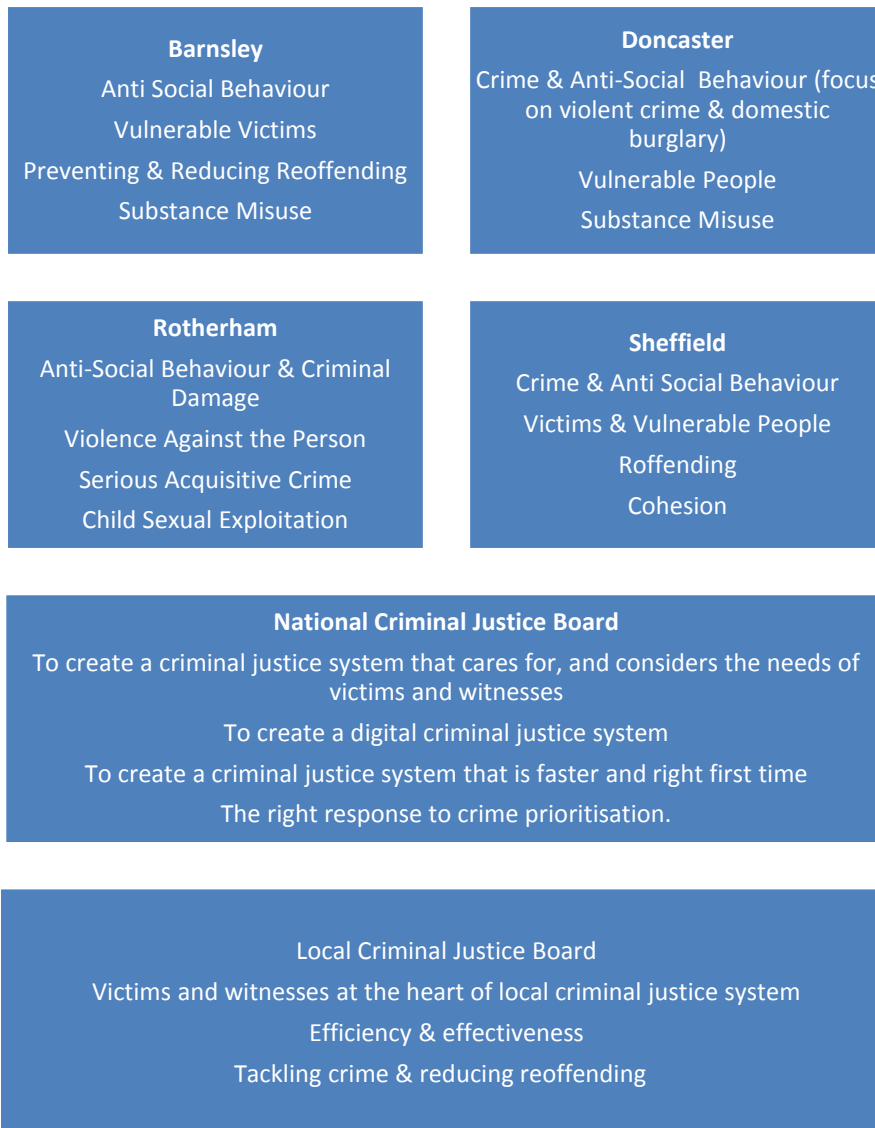 Barnsley
Anti Social Behaviour
Vulnerable Victims
Preventing & Reducing Reoffending
Substance Misuse
Doncaster
Crime & Anti-Social  Behaviour (focus
on violent crime & domestic
burglary)
Vulnerable People
Substance Misuse
Rotherham
Anti-Social Behaviour & Criminal
Damage
Violence Against the Person
Serious Acquisitive Crime
Child Sexual Exploitation
Sheffield
Crime & Anti Social Behaviour
Victims & Vulnerable People
Roffending
Cohesion
National Criminal Justice Board
To create a criminal justice system that cares for, and considers the needs of
victims and witnesses
To create a digital criminal justice system
To create a criminal justice system that is faster and right first time
The right response to crime prioritisation.
Local Criminal Justice Board
Victims and witnesses at the heart of local criminal justice system
Efficiency & effectiveness
Tackling crime & reducing reoffending